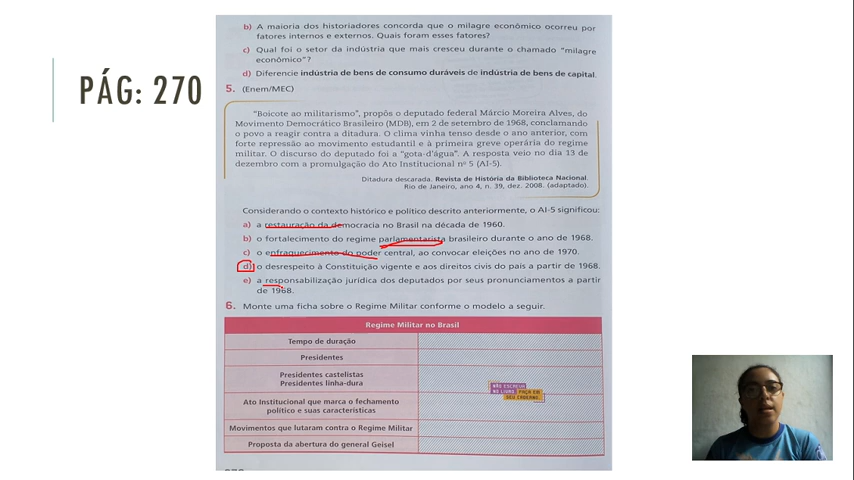 PÁG: 270
b) A maioria dos historiadores concorda que o milagre econômico ocorreu por
fatores internos e externos. Quais foram esses fatores?
c) Qual foi o setor da indústria que mais cresceu durante o chamado “milagre
econômico”?
d) Diferencie indústria de bens de consumo duráveis de indústria de bens de capital.
5. (Enem/MEC)
“Boicote ao militarismo”, propôs o deputado federal Márcio Moreira Alves, do
Movimento Democrático Brasileiro (MDB), em 2 de setembro de 1968, conclamando
o povo a reagir contra a ditadura. O clima vinha tenso desde o ano anterior, com
forte repressão ao movimento estudantil e à primeira greve operária do regime
militar. O discurso do deputado foi a “gota-d’água”. A resposta veio no dia 13 de
dezembro com a promulgação do Ato Institucional nº 5 (AI-5).
Ditadura descarada. Revista de História da Biblioteca Nacional.
Rio de Janeiro, ano 4, n. 39, dez. 2008. (adaptado).
Considerando o contexto histórico e político descrito anteriormente, o AI-5 significou:
a) a restauração da democracia no Brasil na década de 1960.
b) o fortalecimento do regime parlamentarista brasileiro durante o ano de 1968.
c) o enfraquecimento do poder central, ao convocar eleições no ano de 1970.
d) o desrespeito à Constituição vigente e aos direitos civis do país a partir de 1968.
e) a responsabilização jurídica dos deputados por seus pronunciamentos a partir
de 1968.
6. Monte uma ficha sobre o Regime Militar conforme o modelo a seguir.
Regime Militar no Brasil
Tempo de duração
Presidentes
Presidentes castelistas
Presidentes linha-dura
NÃO ESCREVA
NO LIVRO. FAÇA EM
SEU CADERNO.
Ato Institucional que marca o fechamento
político e suas características
Movimentos que lutaram contra o Regime Militar
Proposta da abertura do general Geisel